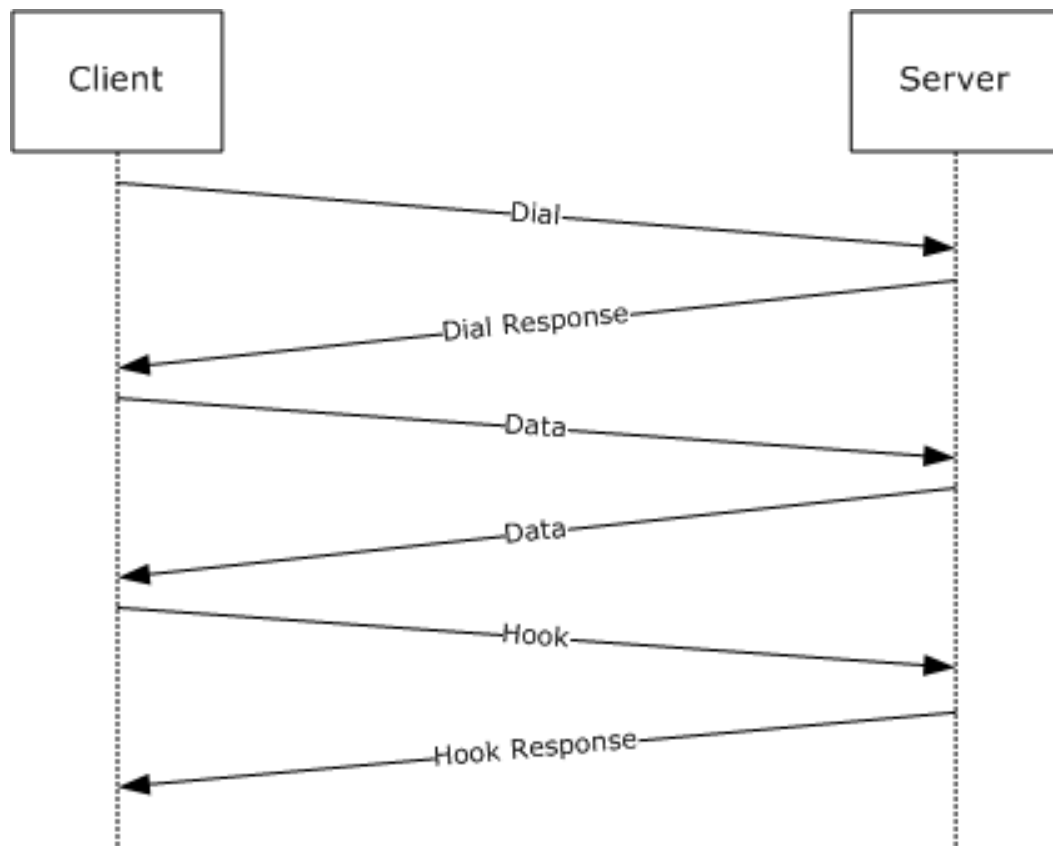 Client
Server
Dial
Dial Response
Data
Data
Hook
Hook Response